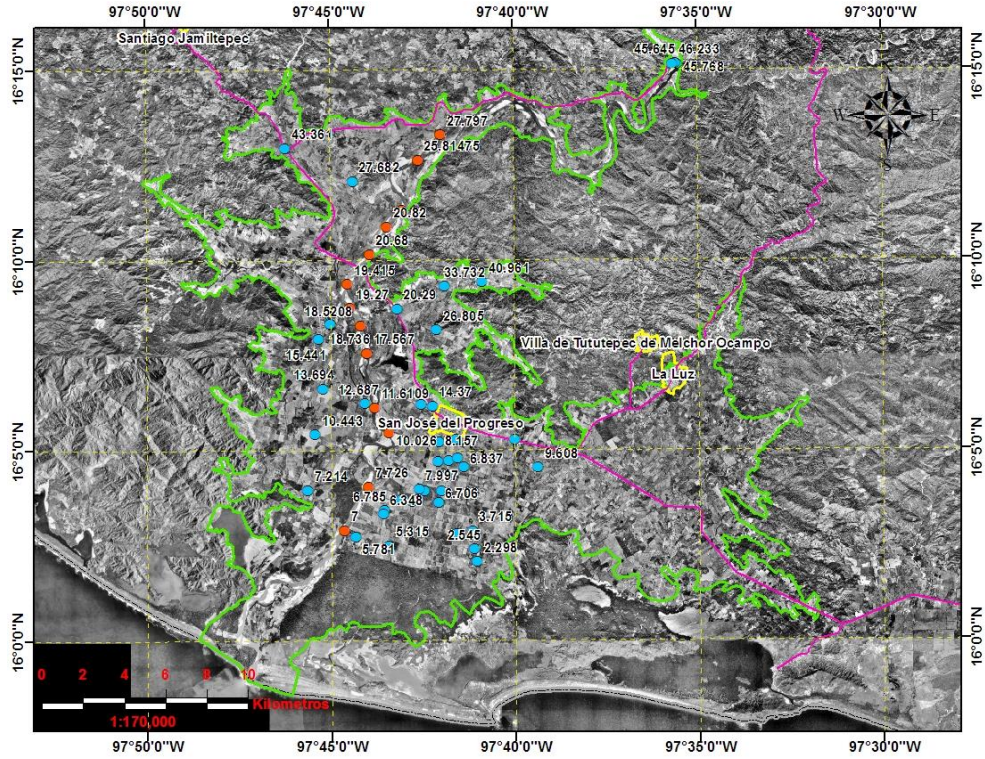 97°50'0"W 97°45'0"W 97°40'0"W 97°35'0"W 97°30'0"W
Santiago Jamiltepec
45.645 46.233
45.768
16°15'0"N 16°15'0"N
W E
27.797
43.361
25.81475
27.682
20.82
20.68
16°10'0"N 16°10'0"N
19.415 33.732 40.961
19.27 20.29
18.5208 26.805
18.736 17.567
Villa de Tututepec de Melchor Ocampo
15.441
La Luz
13.694
12.687 11.6109 14.37
10.443 San José del Progreso
10.026 8.157
16°5'0"N 16°5'0"N
9.608
6.837
7.214 7.726 7.997
6.785 6.348 6.706
7 3.715
5.315 2.545
5.781 2.298
16°0'0"N 16°0'0"N
0 2 4 6 8 10
Kilometros
1:170,000
97°50'0"W 97°45'0"W 97°40'0"W 97°35'0"W 97°30'0"W